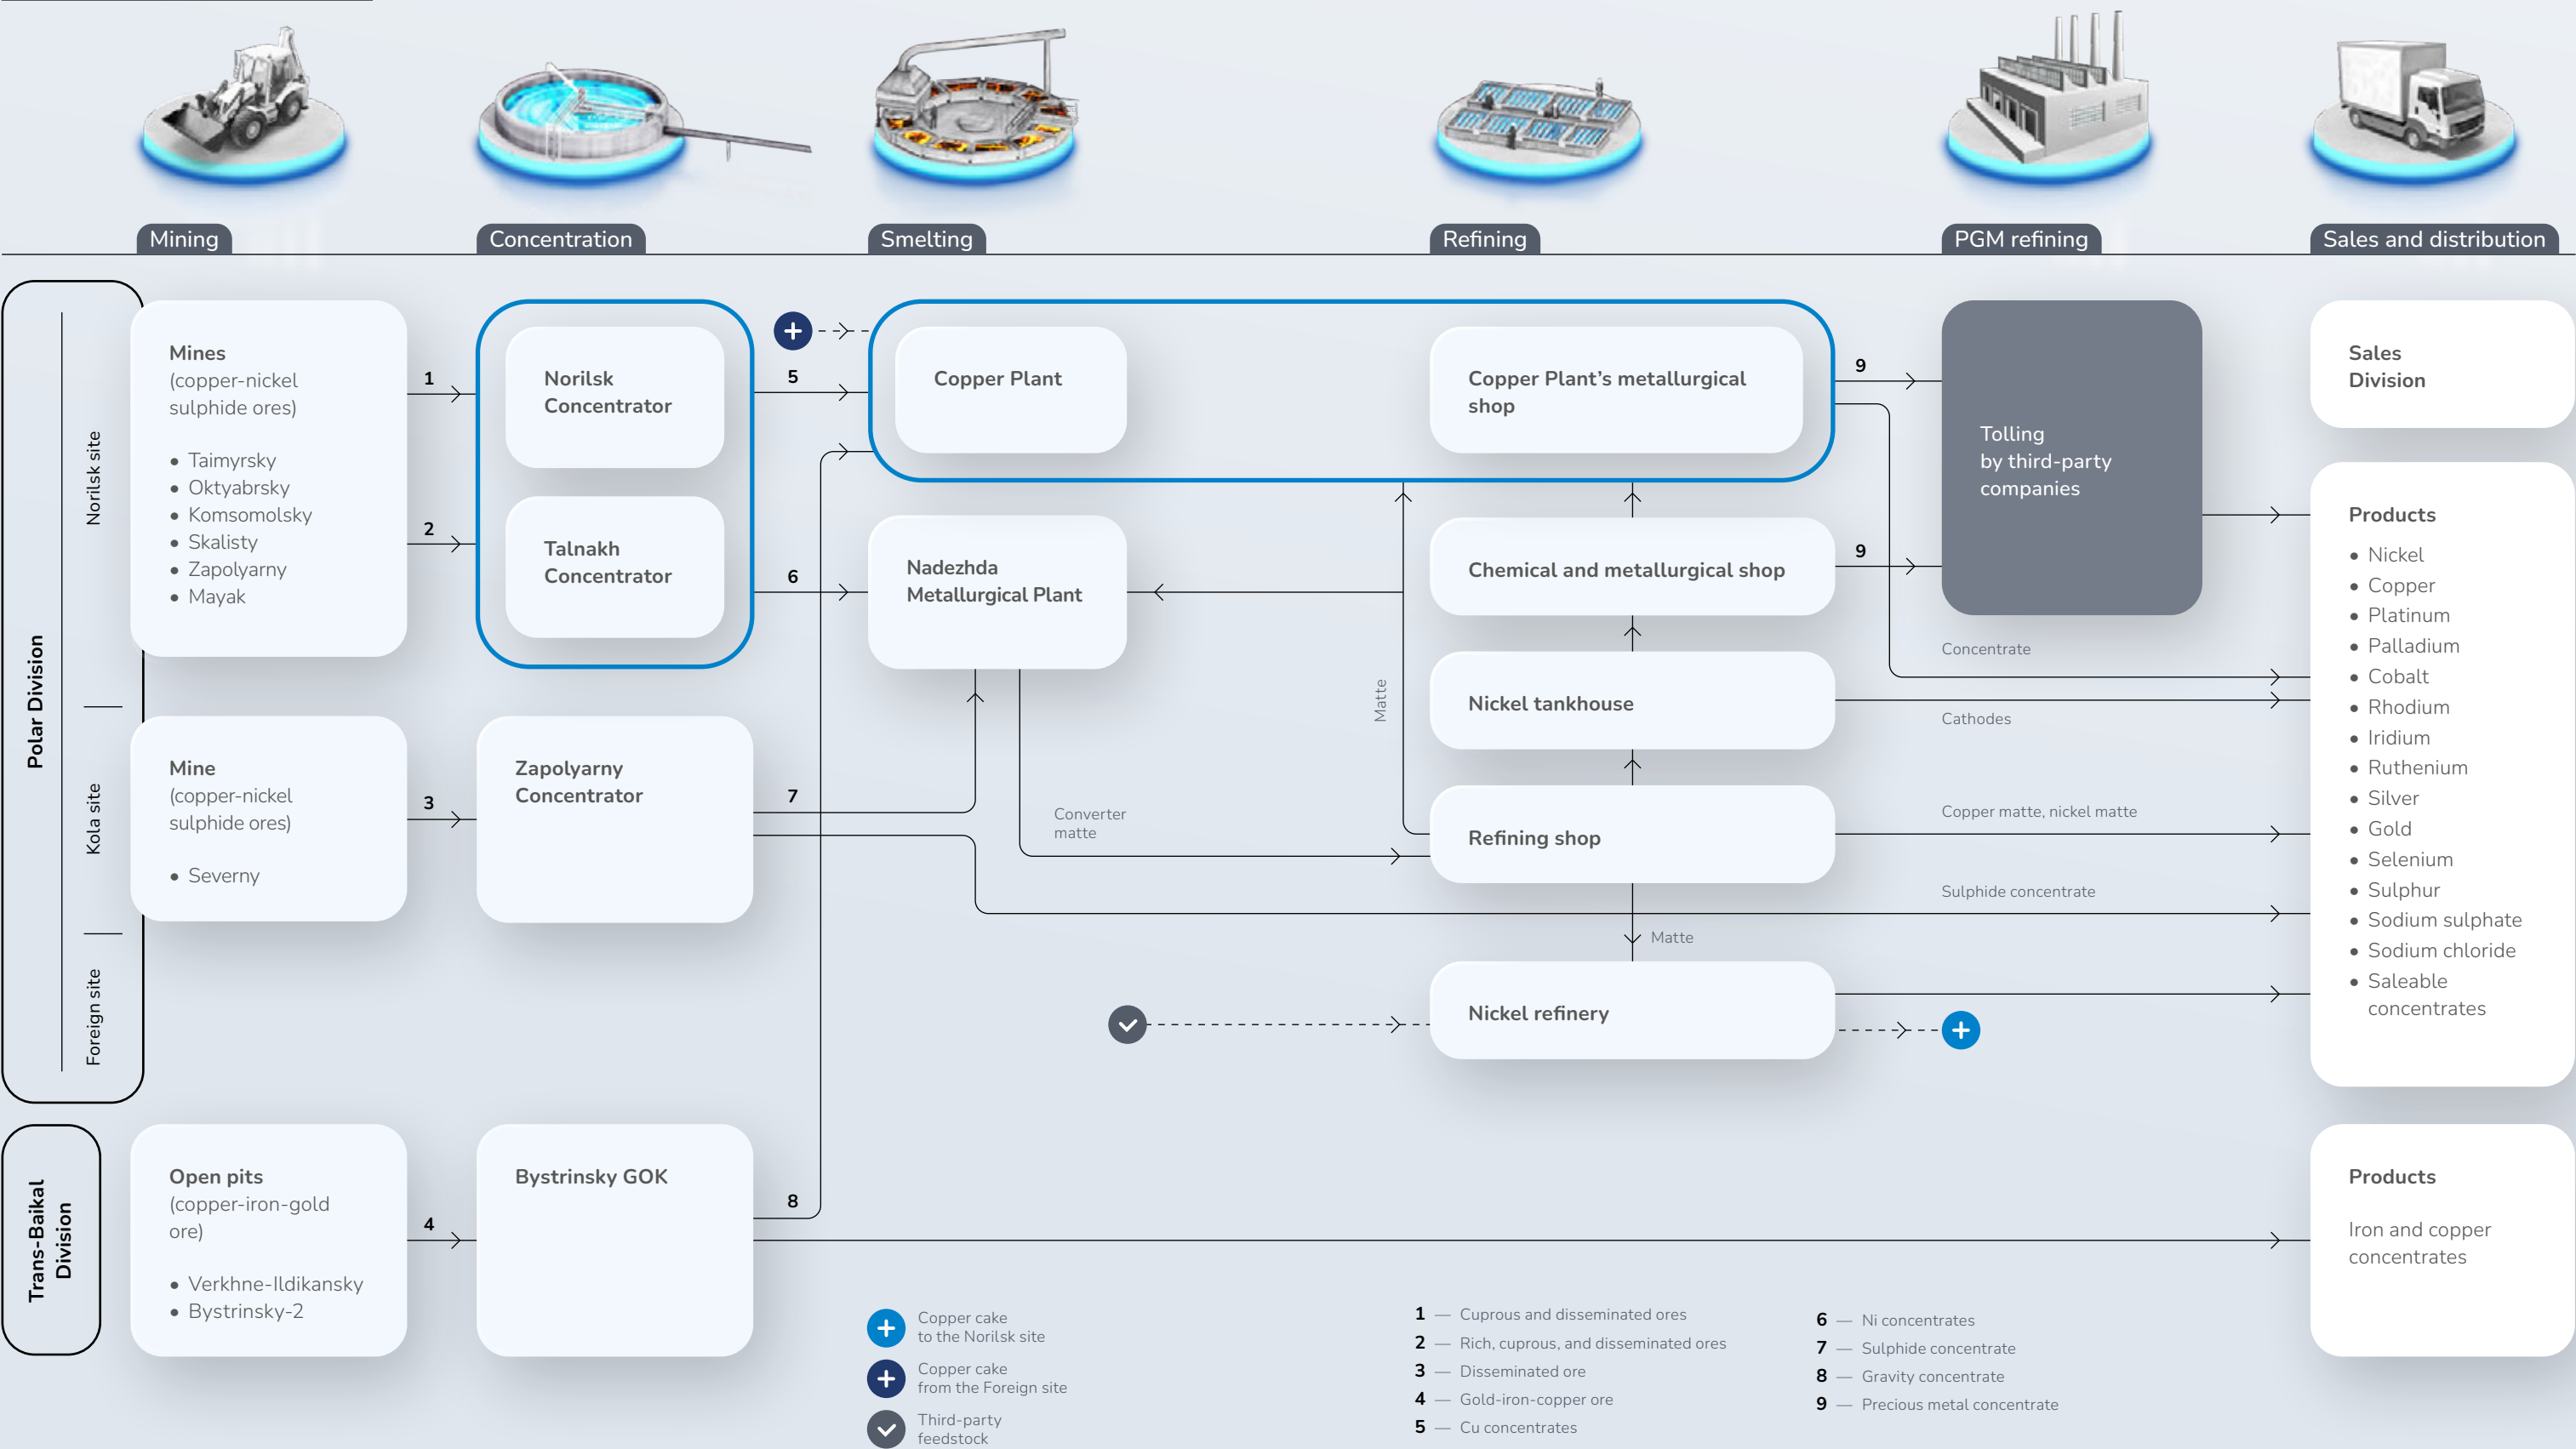 Mining
Concentration
Smelting
Refining
PGM refining
Sales and distribution
Polar Division
Norilsk site
Kola site
Foreign site
Mines
(copper-nickel
sulphide ores)
• Taimyrsky
• Oktyabrsky
• Komsomolsky
• Skalisty
• Zapolyarny
• Mayak
1
2
Norilsk
Concentrator
Talnakh
Concentrator
5
6
Copper Plant
Copper Plant’s metallurgical
shop
9
Nadezhda
Metallurgical Plant
Chemical and metallurgical shop
9
Tolling
by third-party
companies
Sales
Division
Products
• Nickel
• Copper
• Platinum
• Palladium
• Cobalt
• Rhodium
• Iridium
• Ruthenium
• Silver
• Gold
• Selenium
• Sulphur
• Sodium sulphate
• Sodium chloride
• Saleable
concentrates
Concentrate
Nickel tankhouse
Cathodes
Matte
Mine
(copper-nickel
sulphide ores)
• Severny
3
Zapolyarny
Concentrator
7
Converter
matte
Refining shop
Copper matte, nickel matte
Sulphide concentrate
Matte
Nickel refinery
Trans-Baikal
Division
Open pits
(copper-iron-gold
ore)
• Verkhne-Ildikansky
• Bystrinsky-2
4
Bystrinsky GOK
8
Products
Iron and copper
concentrates
Copper cake
to the Norilsk site
Copper cake
from the Foreign site
Third-party
feedstock
1 — Cuprous and disseminated ores
2 — Rich, cuprous, and disseminated ores
3 — Disseminated ore
4 — Gold-iron-copper ore
5 — Cu concentrates
6 — Ni concentrates
7 — Sulphide concentrate
8 — Gravity concentrate
9 — Precious metal concentrate